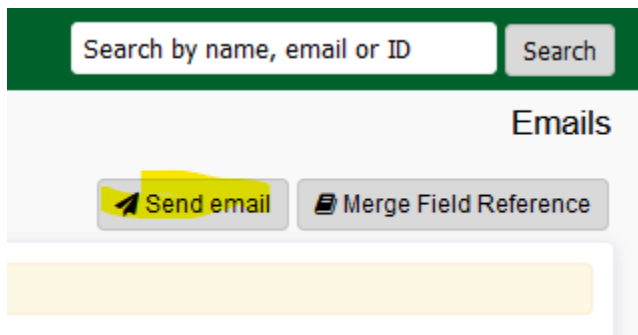 Search by name, email or ID Search
Emails
Send email Merge Field Reference